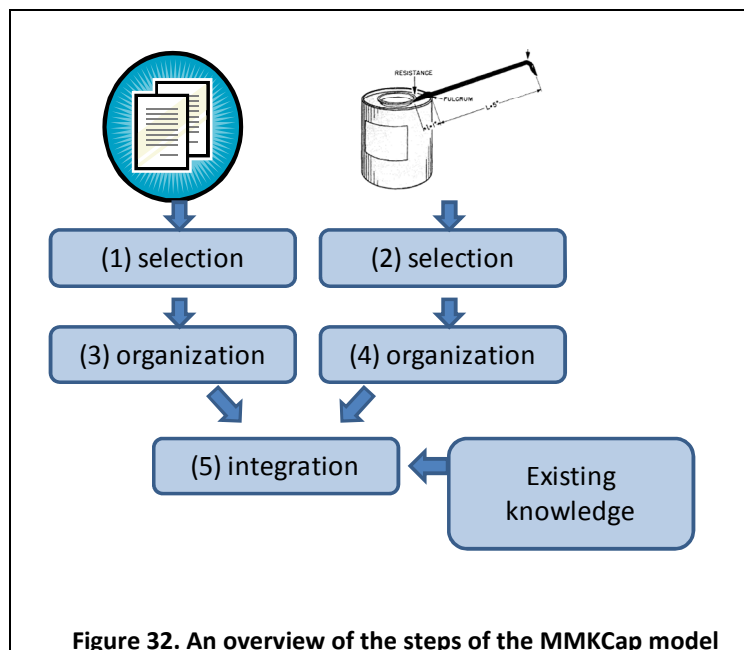 RESISTANCE
FULCRUM
L=5"
(1) selection
(2) selection
(3) organization
(4) organization
(5) integration
Existing
knowledge
Figure 32. An overview of the steps of the MMKCap model